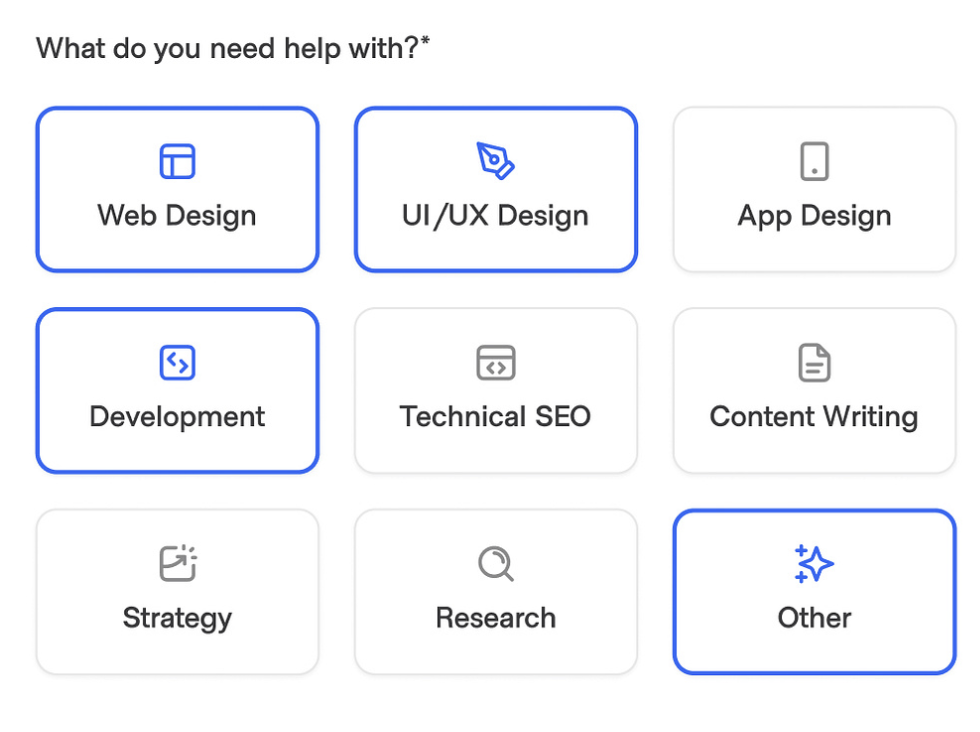 What do you need help with?*
Web Design
UI/UX Design
App Design
Development
Technical SEO
Content Writing
Strategy
Research
Other